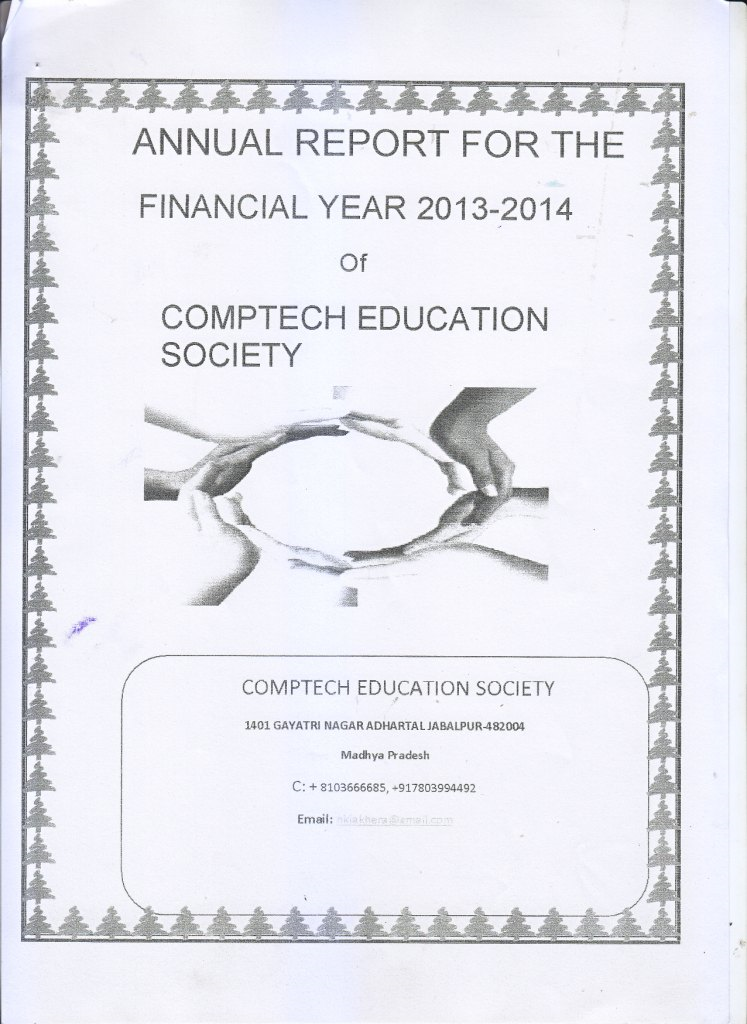 ANNUAL REPORT FOR THE
FINANCIAL YEAR 2013-2014
Of
COMPTECH EDUCATION
SOCIETY
COMPTECH EDUCATION SOCIETY
1401 GAYATRI NAGAR ADHARTAL JABALPUR-482004
Madhya Pradesh
C: + 8103666685, +917803994492
Email: